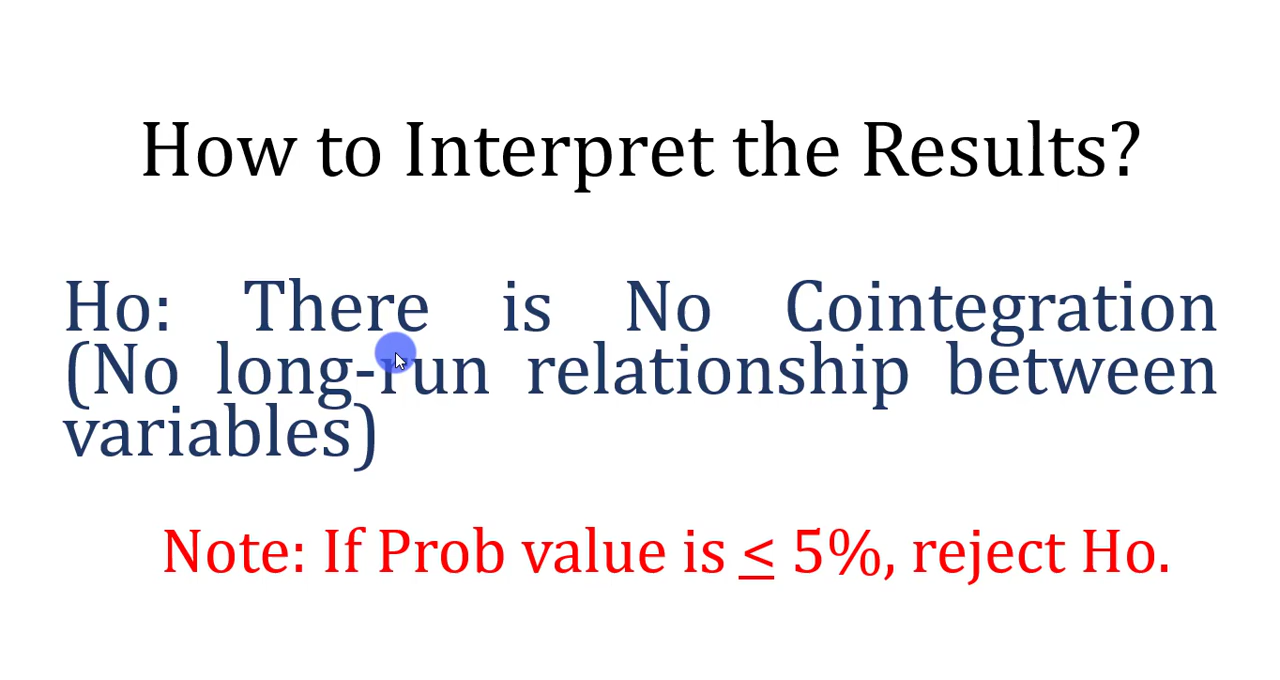 How to Interpret the Results?
Ho: There is No Cointegration
(No long-run relationship between
variables)
Note: If Prob value is ≤ 5%, reject Ho.